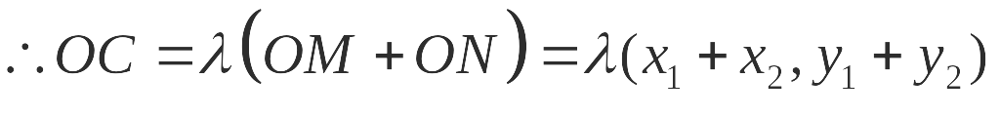 .∴OC =λ(OM +ON)=λ(x₁ + x₂, y₁ + y₂)